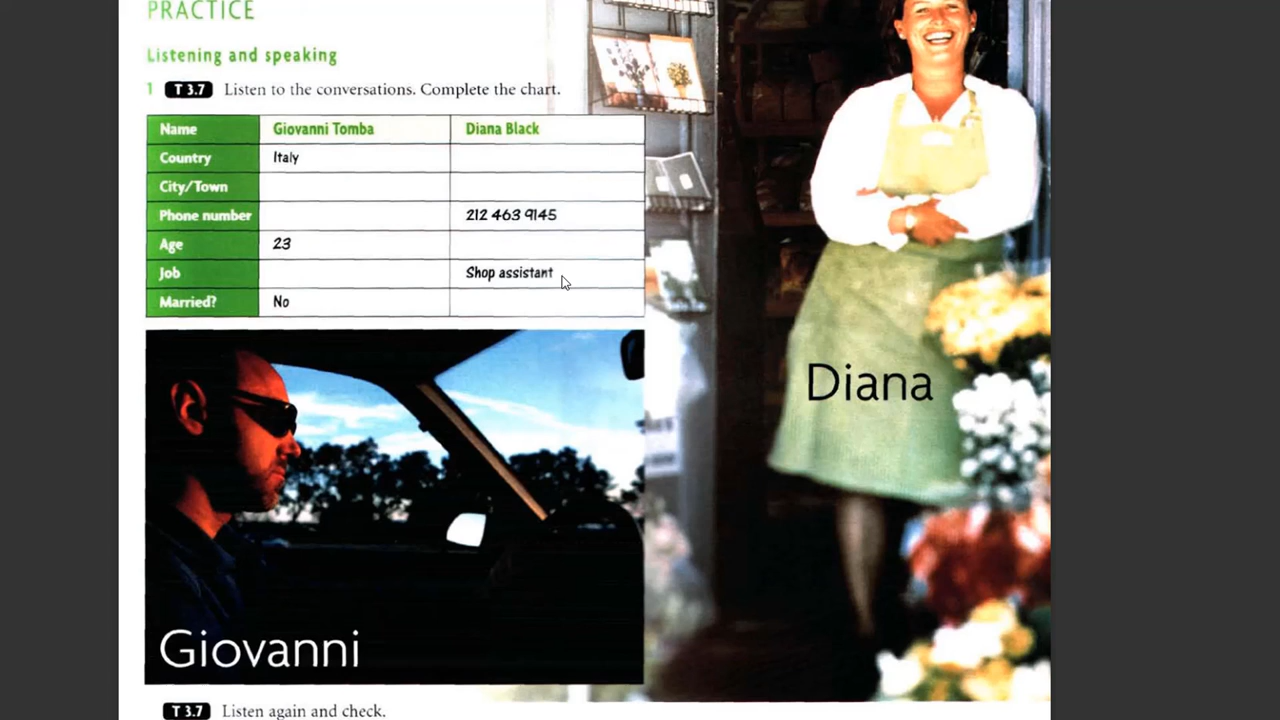 PRACTICE
Listening and speaking
1 T 3.7 Listen to the conversations. Complete the chart.
Name Giovanni Tomba Diana Black
Country Italy
City/Town
Phone number 212 463 9145
Age 23
Job Shop assistant
Married? No
Diana
Giovanni
T 3.7 Listen again and check.